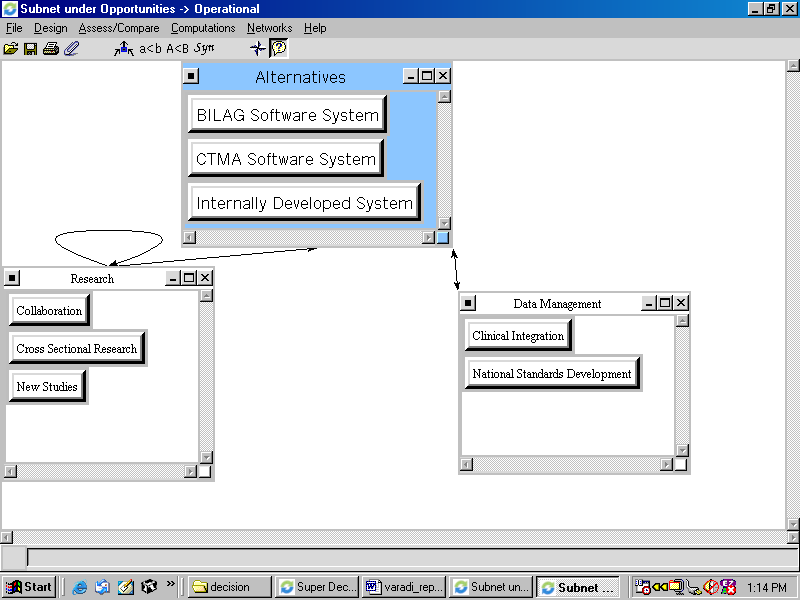 Subnet under Opportunities -> Operational
File Design Assess/Compare Computations Networks Help
a<b A<B Syn
Alternatives
BILAG Software System
CTMA Software System
Internally Developed System
Research
Collaboration
Cross Sectional Research
New Studies
Data Management
Clinical Integration
National Standards Development
Start » decision Super Dec... varadi_rep... Subnet un... Subnet ... 1:14 PM